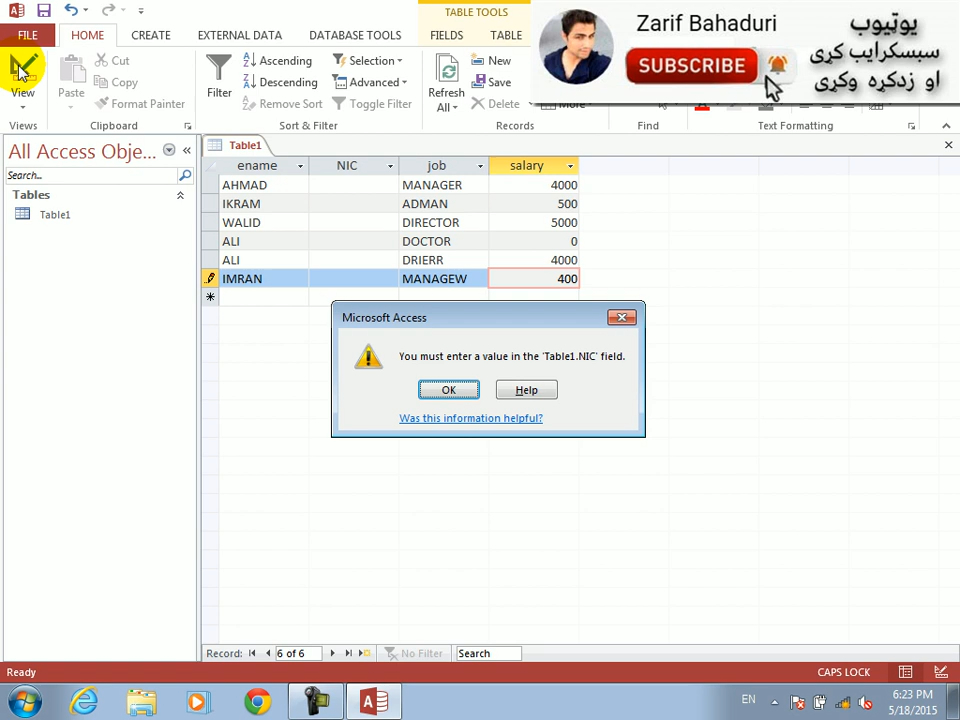 TABLE TOOLS
FILE HOME CREATE EXTERNAL DATA DATABASE TOOLS FIELDS TABLE
View
Views
Paste
Cut
Copy
Format Painter
Clipboard
Filter
Ascending
Descending
Remove Sort
Selection
Advanced
Toggle Filter
Sort & Filter
Refresh
All
New
Save
Delete
More
Records
Find
Text Formatting
Zarif Bahaduri
SUBSCRIBE
یوټیوب
سبسکرایب کړی
او زدکړه وکړی
All Access Obje...
Search...
Tables
Table1
Table1
ename NIC job salary
AHMAD MANAGER 4000
IKRAM ADMAN 500
WALID DIRECTOR 5000
ALI DOCTOR 0
ALI DRIERR 4000
IMRAN MANAGEW 400
Microsoft Access
You must enter a value in the 'Table1.NIC' field.
OK Help
Was this information helpful?
Record: 6 of 6 No Filter Search
Ready CAPS LOCK
EN
6:23 PM
5/18/2015